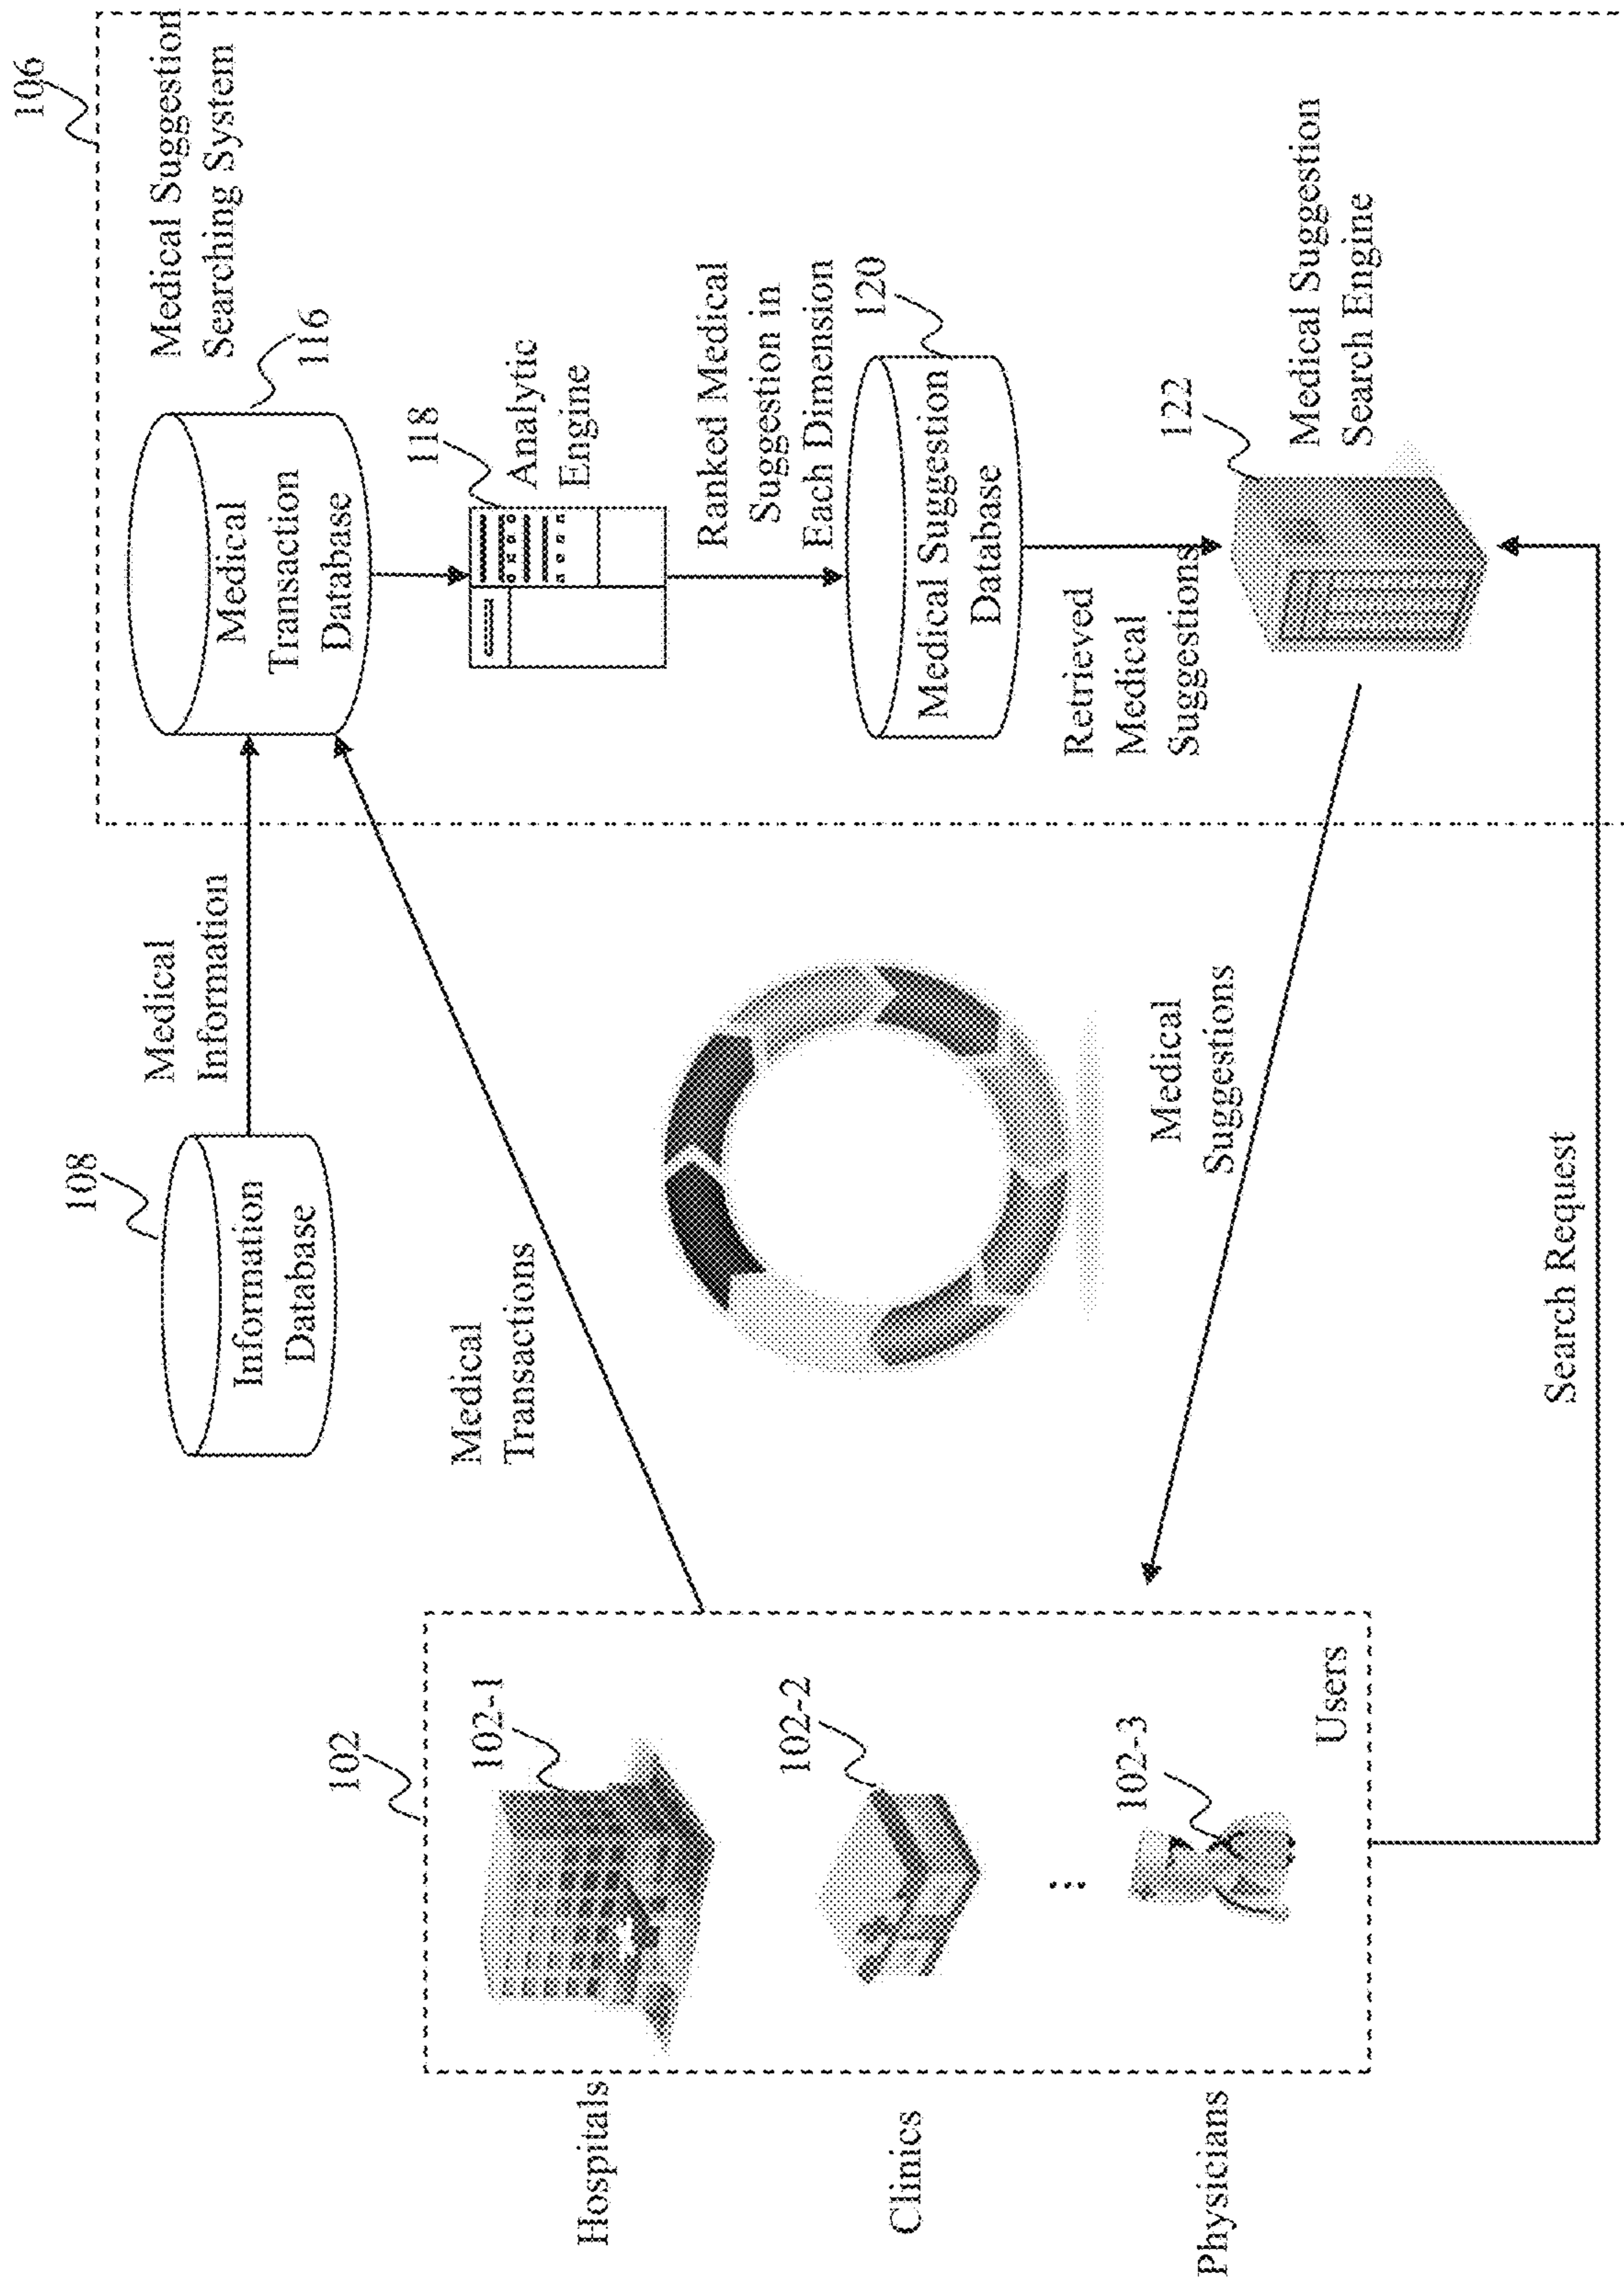 106
Medical Suggestion
Searching System
108
Information
Database
Medical
Information
116
Medical
Transaction
Database
118
Analytic
Engine
Ranked Medical
Suggestion in
Each Dimension
120
Medical Suggestion
Database
Retrieved
Medical
Suggestions
122
Medical Suggestion
Search Engine
Medical
Transactions
Medical
Suggestions
Search Request
102
102-1
102-2
...
102-3
Users
Hospitals
Clinics
Physicians